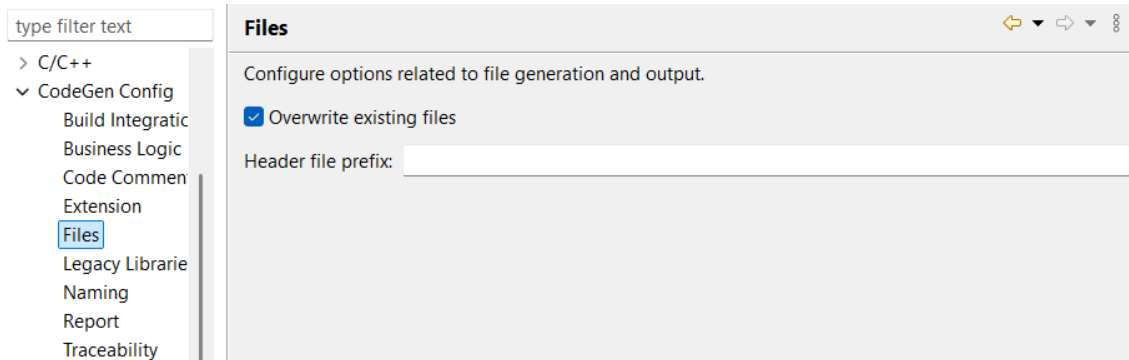 type filter text
C/C++
CodeGen Config
Build Integratic
Business Logic
Code Commen
Extension
Files
Legacy Librarie
Naming
Report
Traceability
Files
Configure options related to file generation and output.
Overwrite existing files
Header file prefix: